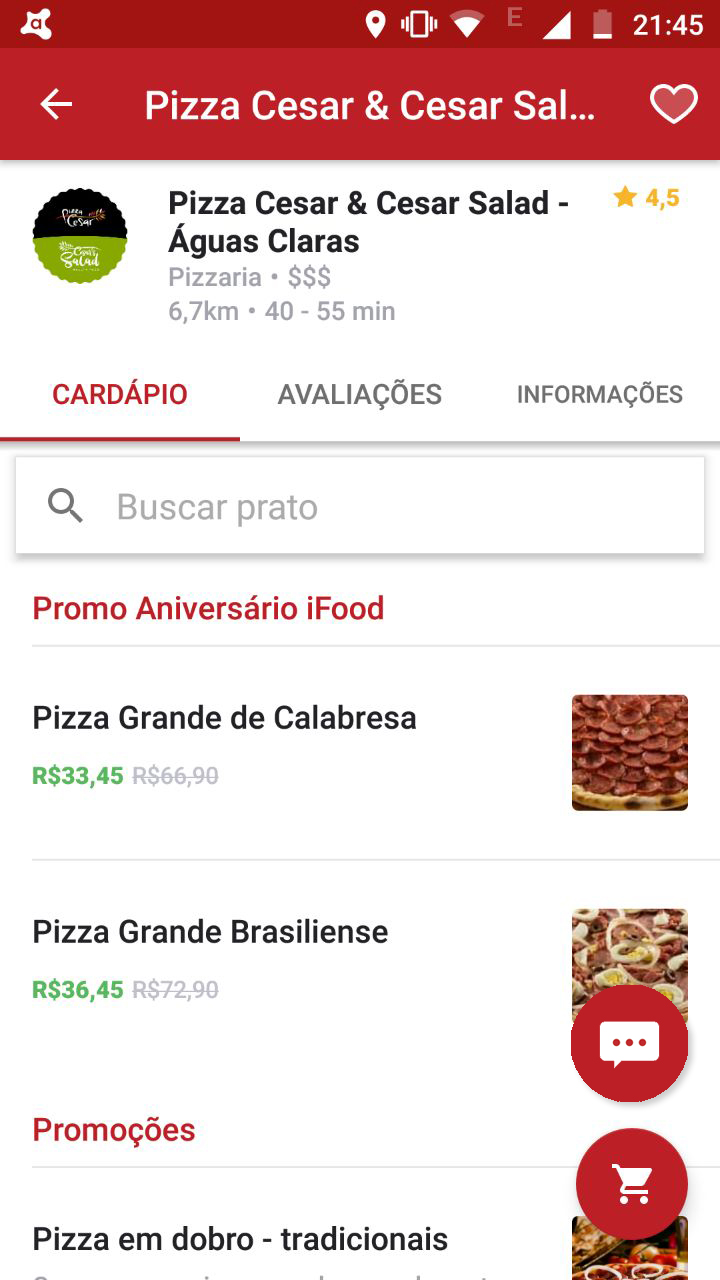 E 21:45
Pizza Cesar & Cesar Sal...
Pizza Cesar
Cesar Salad
Pizza Cesar & Cesar Salad -
Águas Claras
4,5
Pizzaria • $$$
6,7km • 40 - 55 min
CARDÁPIO AVALIAÇÕES INFORMAÇÕES
Buscar prato
Promo Aniversário iFood
Pizza Grande de Calabresa
R$33,45 R$66,90
Pizza Grande Brasiliense
R$36,45 R$72,90
Promoções
Pizza em dobro - tradicionais